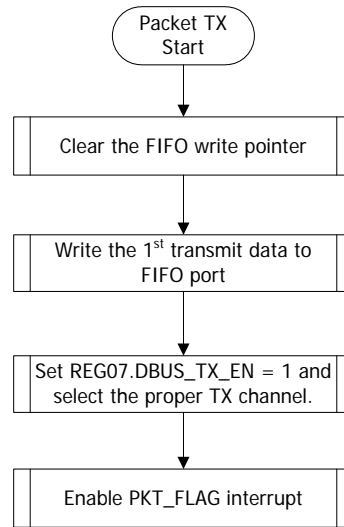 Packet TX
Start
Clear the FIFO write pointer
Write the 1st transmit data to
FIFO port
Set REG07.DBUS_TX_EN = 1 and
select the proper TX channel.
Enable PKT_FLAG interrupt